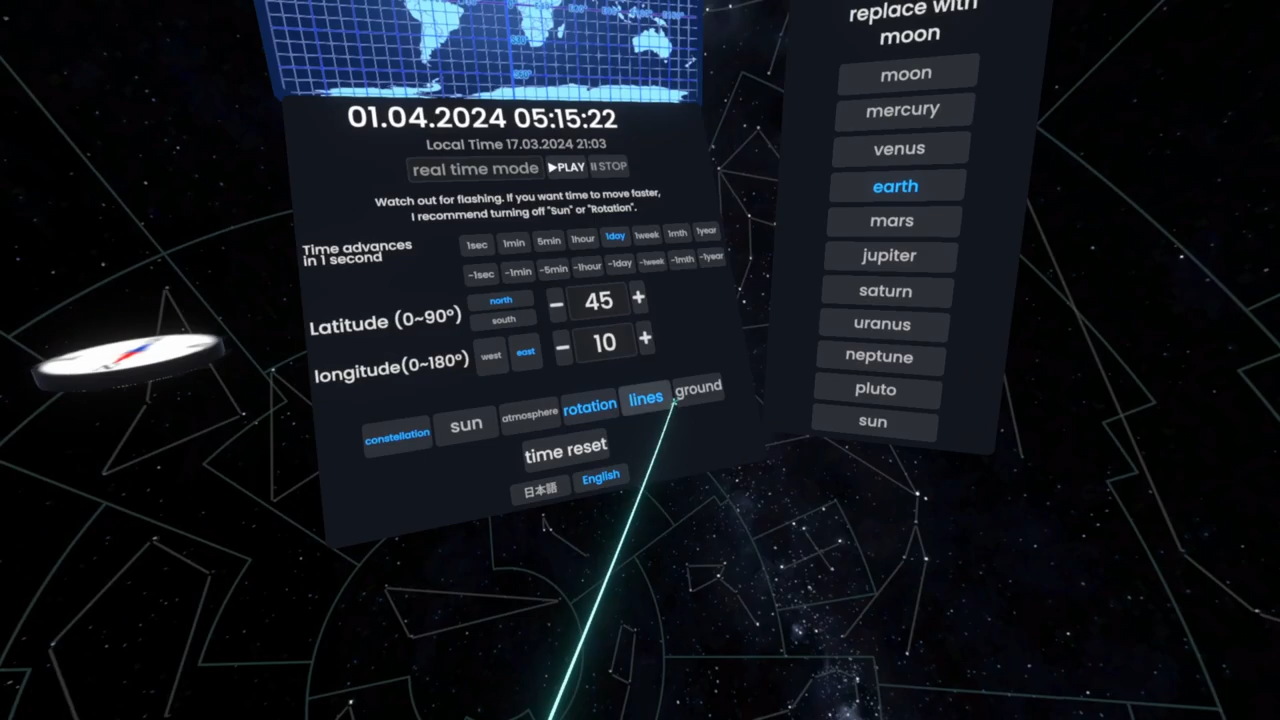 01.04.2024 05:15:22
Local Time 17.03.2024 21:03
real time mode ▶PLAY ⏸STOP
Watch out for flashing. If you want time to move faster,
I recommend turning off "Sun" or "Rotation".
Time advances
in 1 second
1sec 1min 5min 1hour 1day 1week 1mth 1year
-1sec -1min -5min -1hour -1day -1week -1mth -1year
Latitude (0~90°) north south − 45 +
longitude(0~180°) west east − 10 +
constellation sun atmosphere rotation lines ground
time reset
日本語 English
replace with
moon
moon
mercury
venus
earth
mars
jupiter
saturn
uranus
neptune
pluto
sun